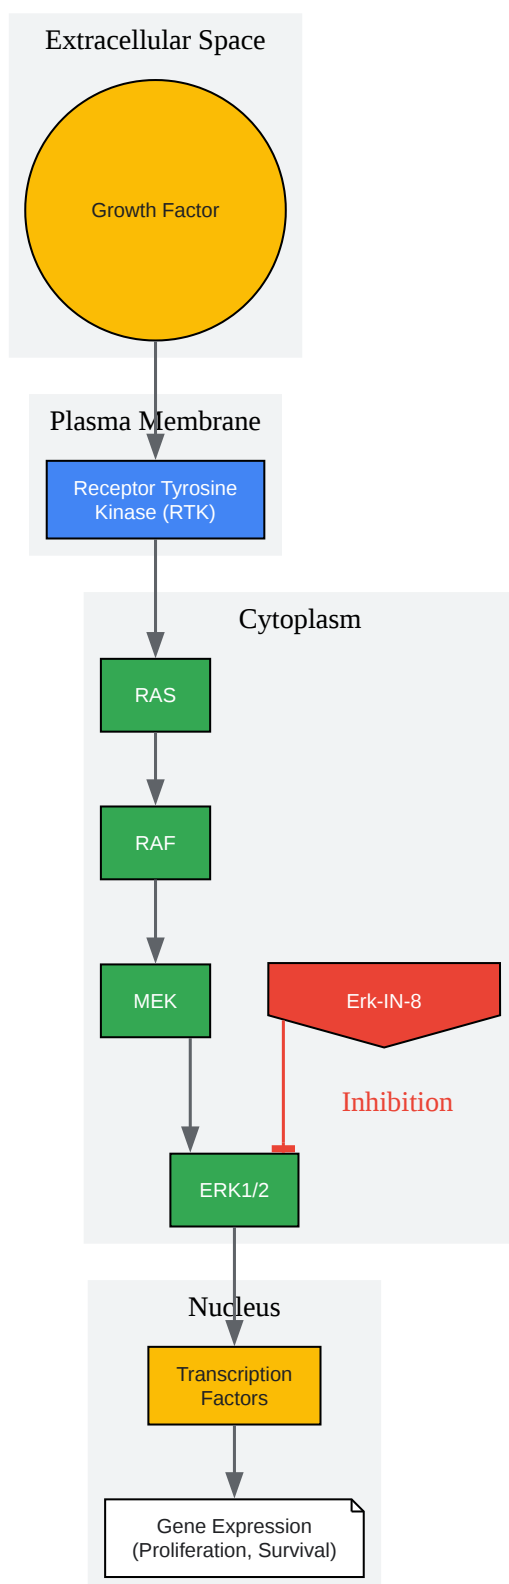 Extracellular Space
Growth Factor
Plasma Membrane
Receptor Tyrosine
Kinase (RTK)
Cytoplasm
RAS
RAF
MEK
Erk-IN-8
Inhibition
ERK1/2
Nucleus
Transcription
Factors
Gene Expression
(Proliferation, Survival)